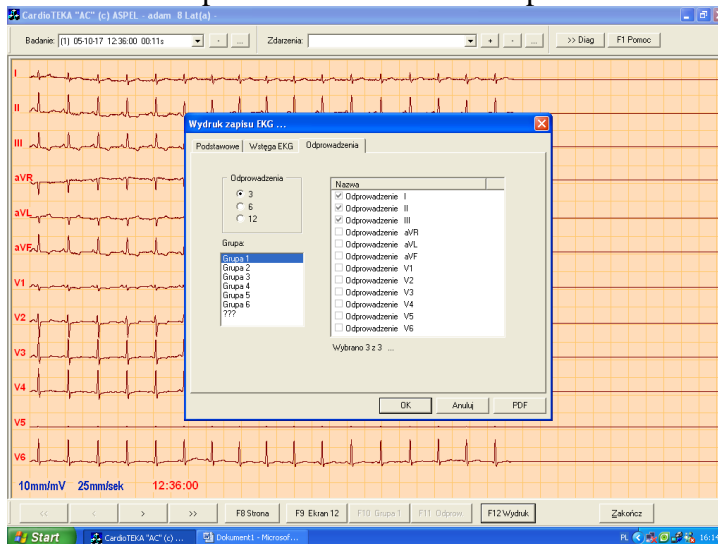 CardioTEKA "AC" (c) ASPEL - adam 8 Lat(a) -
Badanie: (1) 05-10-17 12:36:00 00:11s - ... Zdarzenia: + - ... >> Diag F1 Pomoc
I
II
III
aVR
aVL
aVF
V1
V2
V3
V4
V5
V6
10mm/mV 25mm/sek 12:36:00
Wydruk zapisu EKG ...
Podstawowe Wstęga EKG Odprowadzenia
Odprowadzenia
3
6
12
Grupa:
Grupa 1
Grupa 2
Grupa 3
Grupa 4
Grupa 5
Grupa 6
???
Nazwa
Odprowadzenie I
Odprowadzenie II
Odprowadzenie III
Odprowadzenie aVR
Odprowadzenie aVL
Odprowadzenie aVF
Odprowadzenie V1
Odprowadzenie V2
Odprowadzenie V3
Odprowadzenie V4
Odprowadzenie V5
Odprowadzenie V6
Wybrano 3 z 3 ...
OK Anuluj PDF
<< < > >> F8 Strona F9 Ekran 12 F10 Grupa 1 F11 Odprow. F12 Wydruk Zakończ
Start CardioTEKA "AC" (c) ... Dokument1 - Microsof... PL 16:14